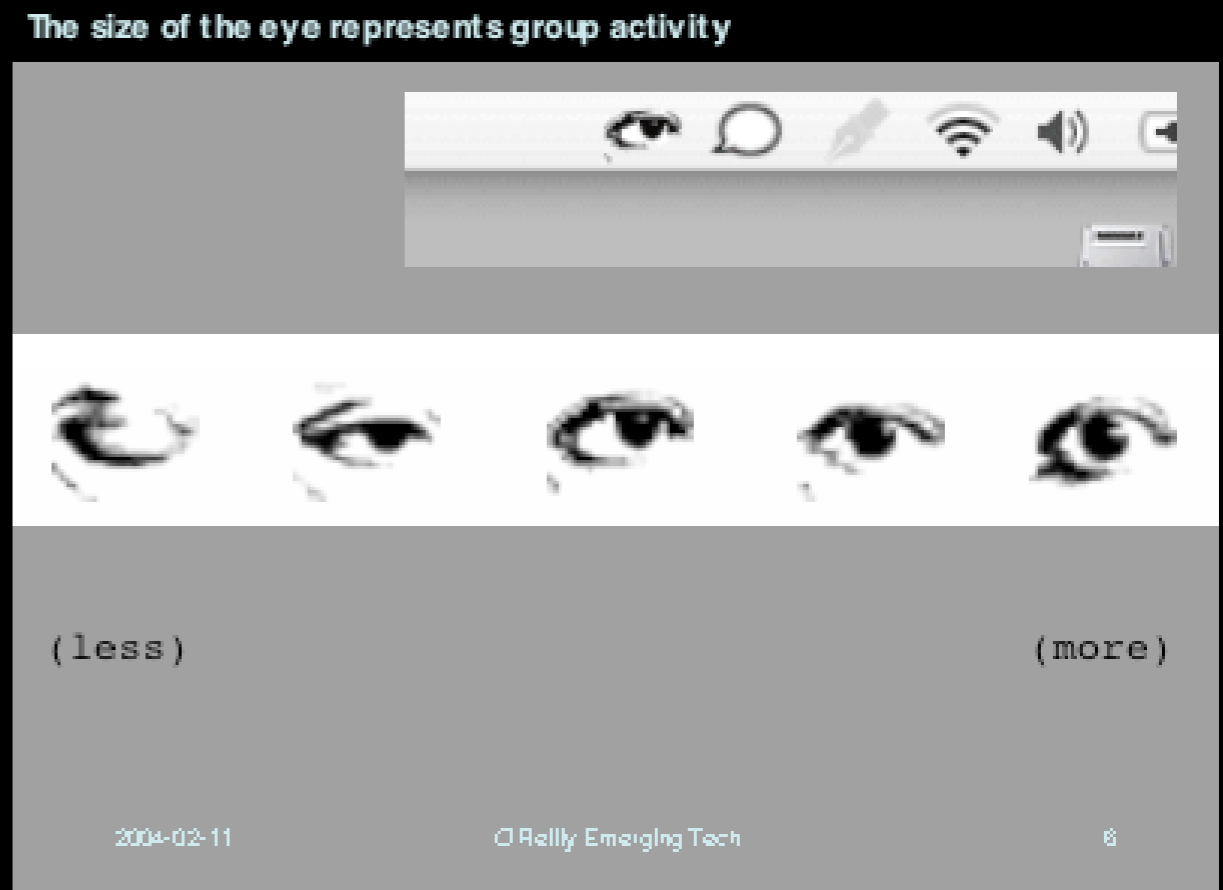 The size of the eye represents group activity
(less) (more)
2004-02-11 O'Reilly Emerging Tech 6